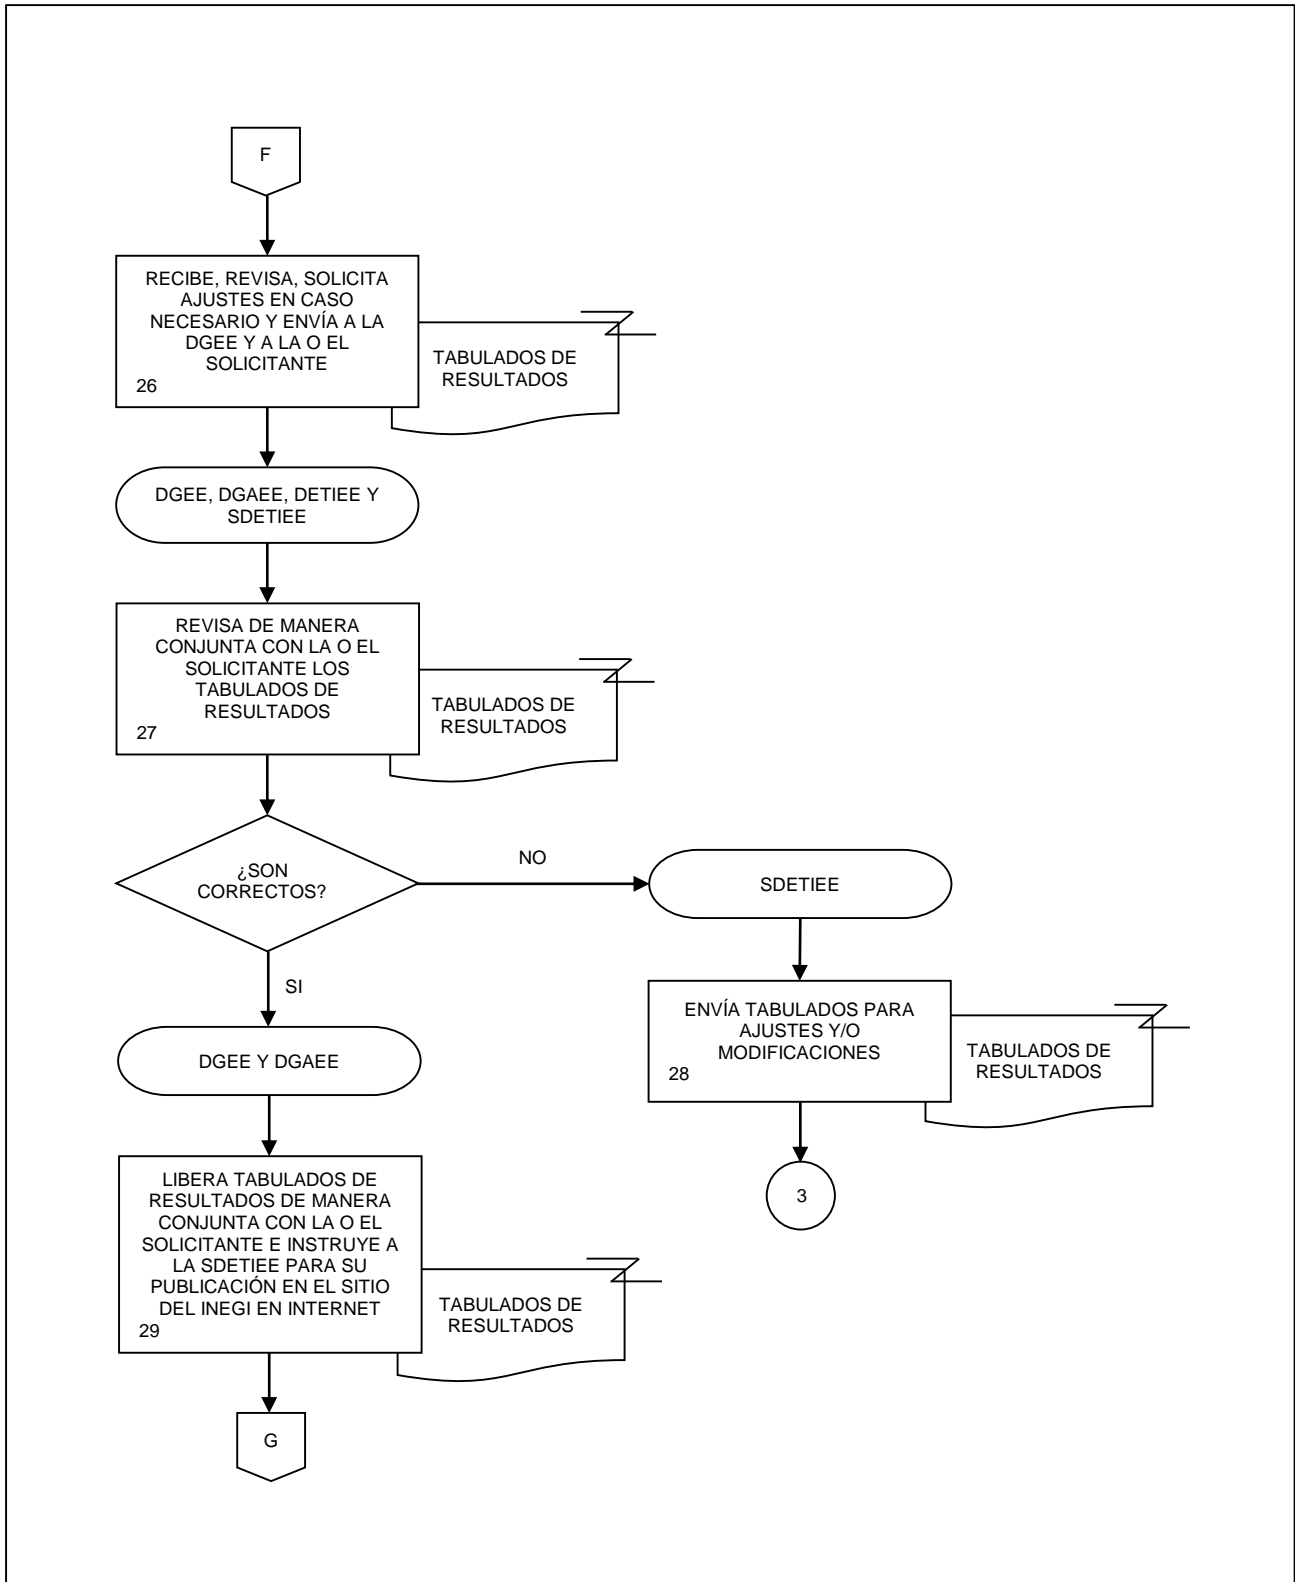 F
RECIBE, REVISA, SOLICITA
AJUSTES EN CASO
NECESARIO Y ENVÍA A LA
DGEE Y A LA O EL
SOLICITANTE
26
TABULADOS DE
RESULTADOS
DGEE, DGAEE, DETIEE Y
SDETIEE
REVISA DE MANERA
CONJUNTA CON LA O EL
SOLICITANTE LOS
TABULADOS DE
RESULTADOS
27
TABULADOS DE
RESULTADOS
¿SON
CORRECTOS?
NO
SDETIEE
SI
ENVÍA TABULADOS PARA
AJUSTES Y/O
MODIFICACIONES
28
TABULADOS DE
RESULTADOS
3
DGEE Y DGAEE
LIBERA TABULADOS DE
RESULTADOS DE MANERA
CONJUNTA CON LA O EL
SOLICITANTE E INSTRUYE A
LA SDETIEE PARA SU
PUBLICACIÓN EN EL SITIO
DEL INEGI EN INTERNET
29
TABULADOS DE
RESULTADOS
G